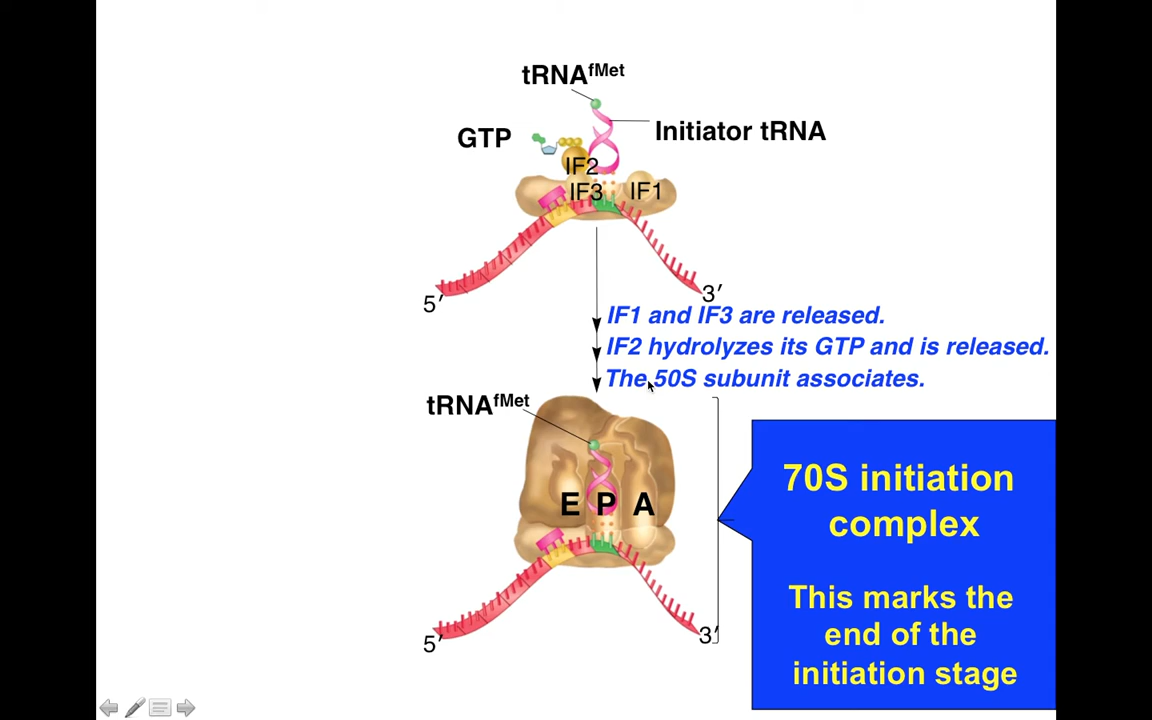 tRNAfMet
GTP
Initiator tRNA
IF2
IF3 IF1
5′
3′
IF1 and IF3 are released.
IF2 hydrolyzes its GTP and is released.
The 50S subunit associates.
tRNAfMet
E P A
70S initiation
complex
This marks the
end of the
initiation stage
5′
3′